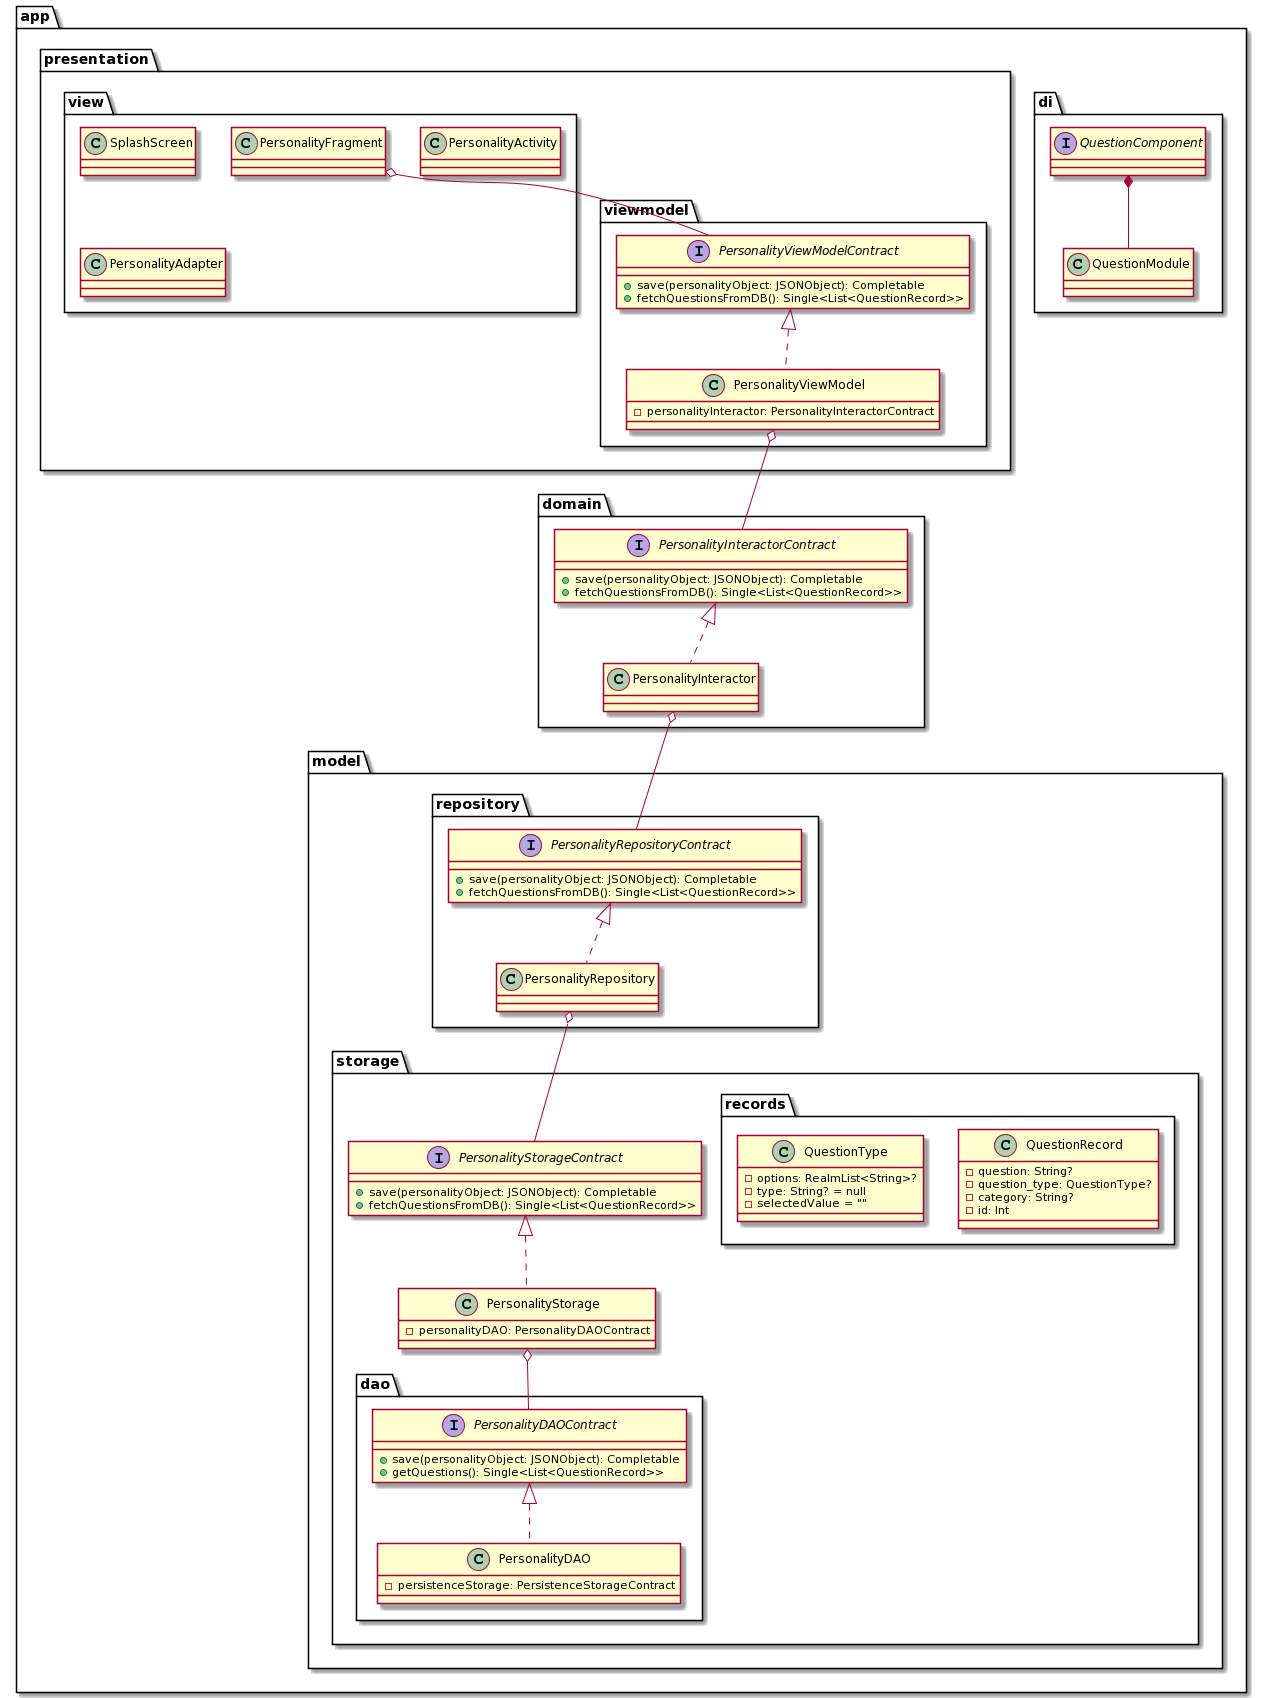 app
presentation
view
C SplashScreen
C PersonalityFragment
C PersonalityActivity
C PersonalityAdapter
viewmodel
I PersonalityViewModelContract
save(personalityObject: JSONObject): Completable
fetchQuestionsFromDB(): Single<List<QuestionRecord>>
C PersonalityViewModel
personalityInteractor: PersonalityInteractorContract
di
I QuestionComponent
C QuestionModule
domain
I PersonalityInteractorContract
save(personalityObject: JSONObject): Completable
fetchQuestionsFromDB(): Single<List<QuestionRecord>>
C PersonalityInteractor
model
repository
I PersonalityRepositoryContract
save(personalityObject: JSONObject): Completable
fetchQuestionsFromDB(): Single<List<QuestionRecord>>
C PersonalityRepository
storage
I PersonalityStorageContract
save(personalityObject: JSONObject): Completable
fetchQuestionsFromDB(): Single<List<QuestionRecord>>
C PersonalityStorage
personalityDAO: PersonalityDAOContract
records
C QuestionType
options: RealmList<String>?
type: String? = null
selectedValue = ""
C QuestionRecord
question: String?
question_type: QuestionType?
category: String?
id: Int
dao
I PersonalityDAOContract
save(personalityObject: JSONObject): Completable
getQuestions(): Single<List<QuestionRecord>>
C PersonalityDAO
persistenceStorage: PersistenceStorageContract